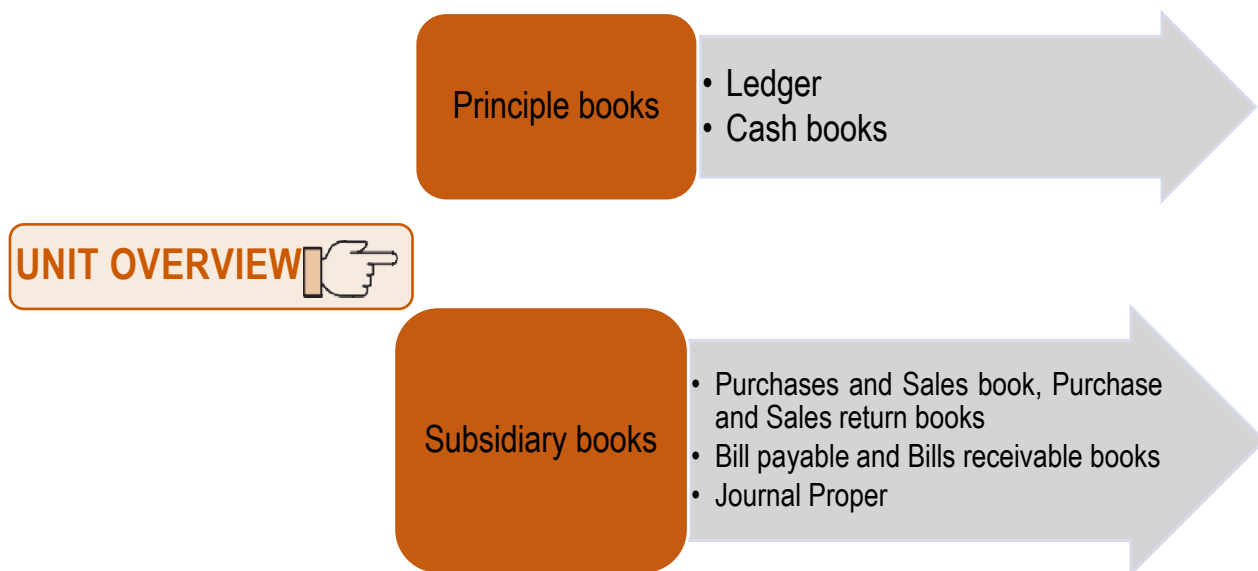 Principle books
• Ledger
• Cash books
UNIT OVERVIEW
Subsidiary books
• Purchases and Sales book, Purchase
and Sales return books
• Bill payable and Bills receivable books
• Journal Proper